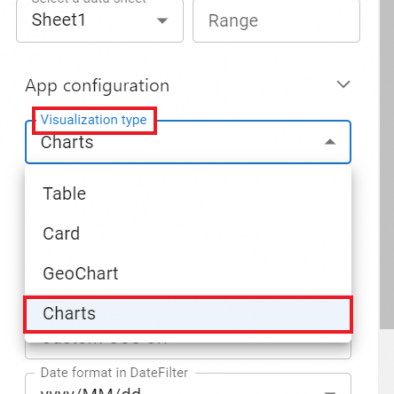 Select a data sheet
Sheet1
Range
App configuration
Visualization type
Charts
Table
Card
GeoChart
Charts
Date format in DateFilter
yyyy/MM/dd